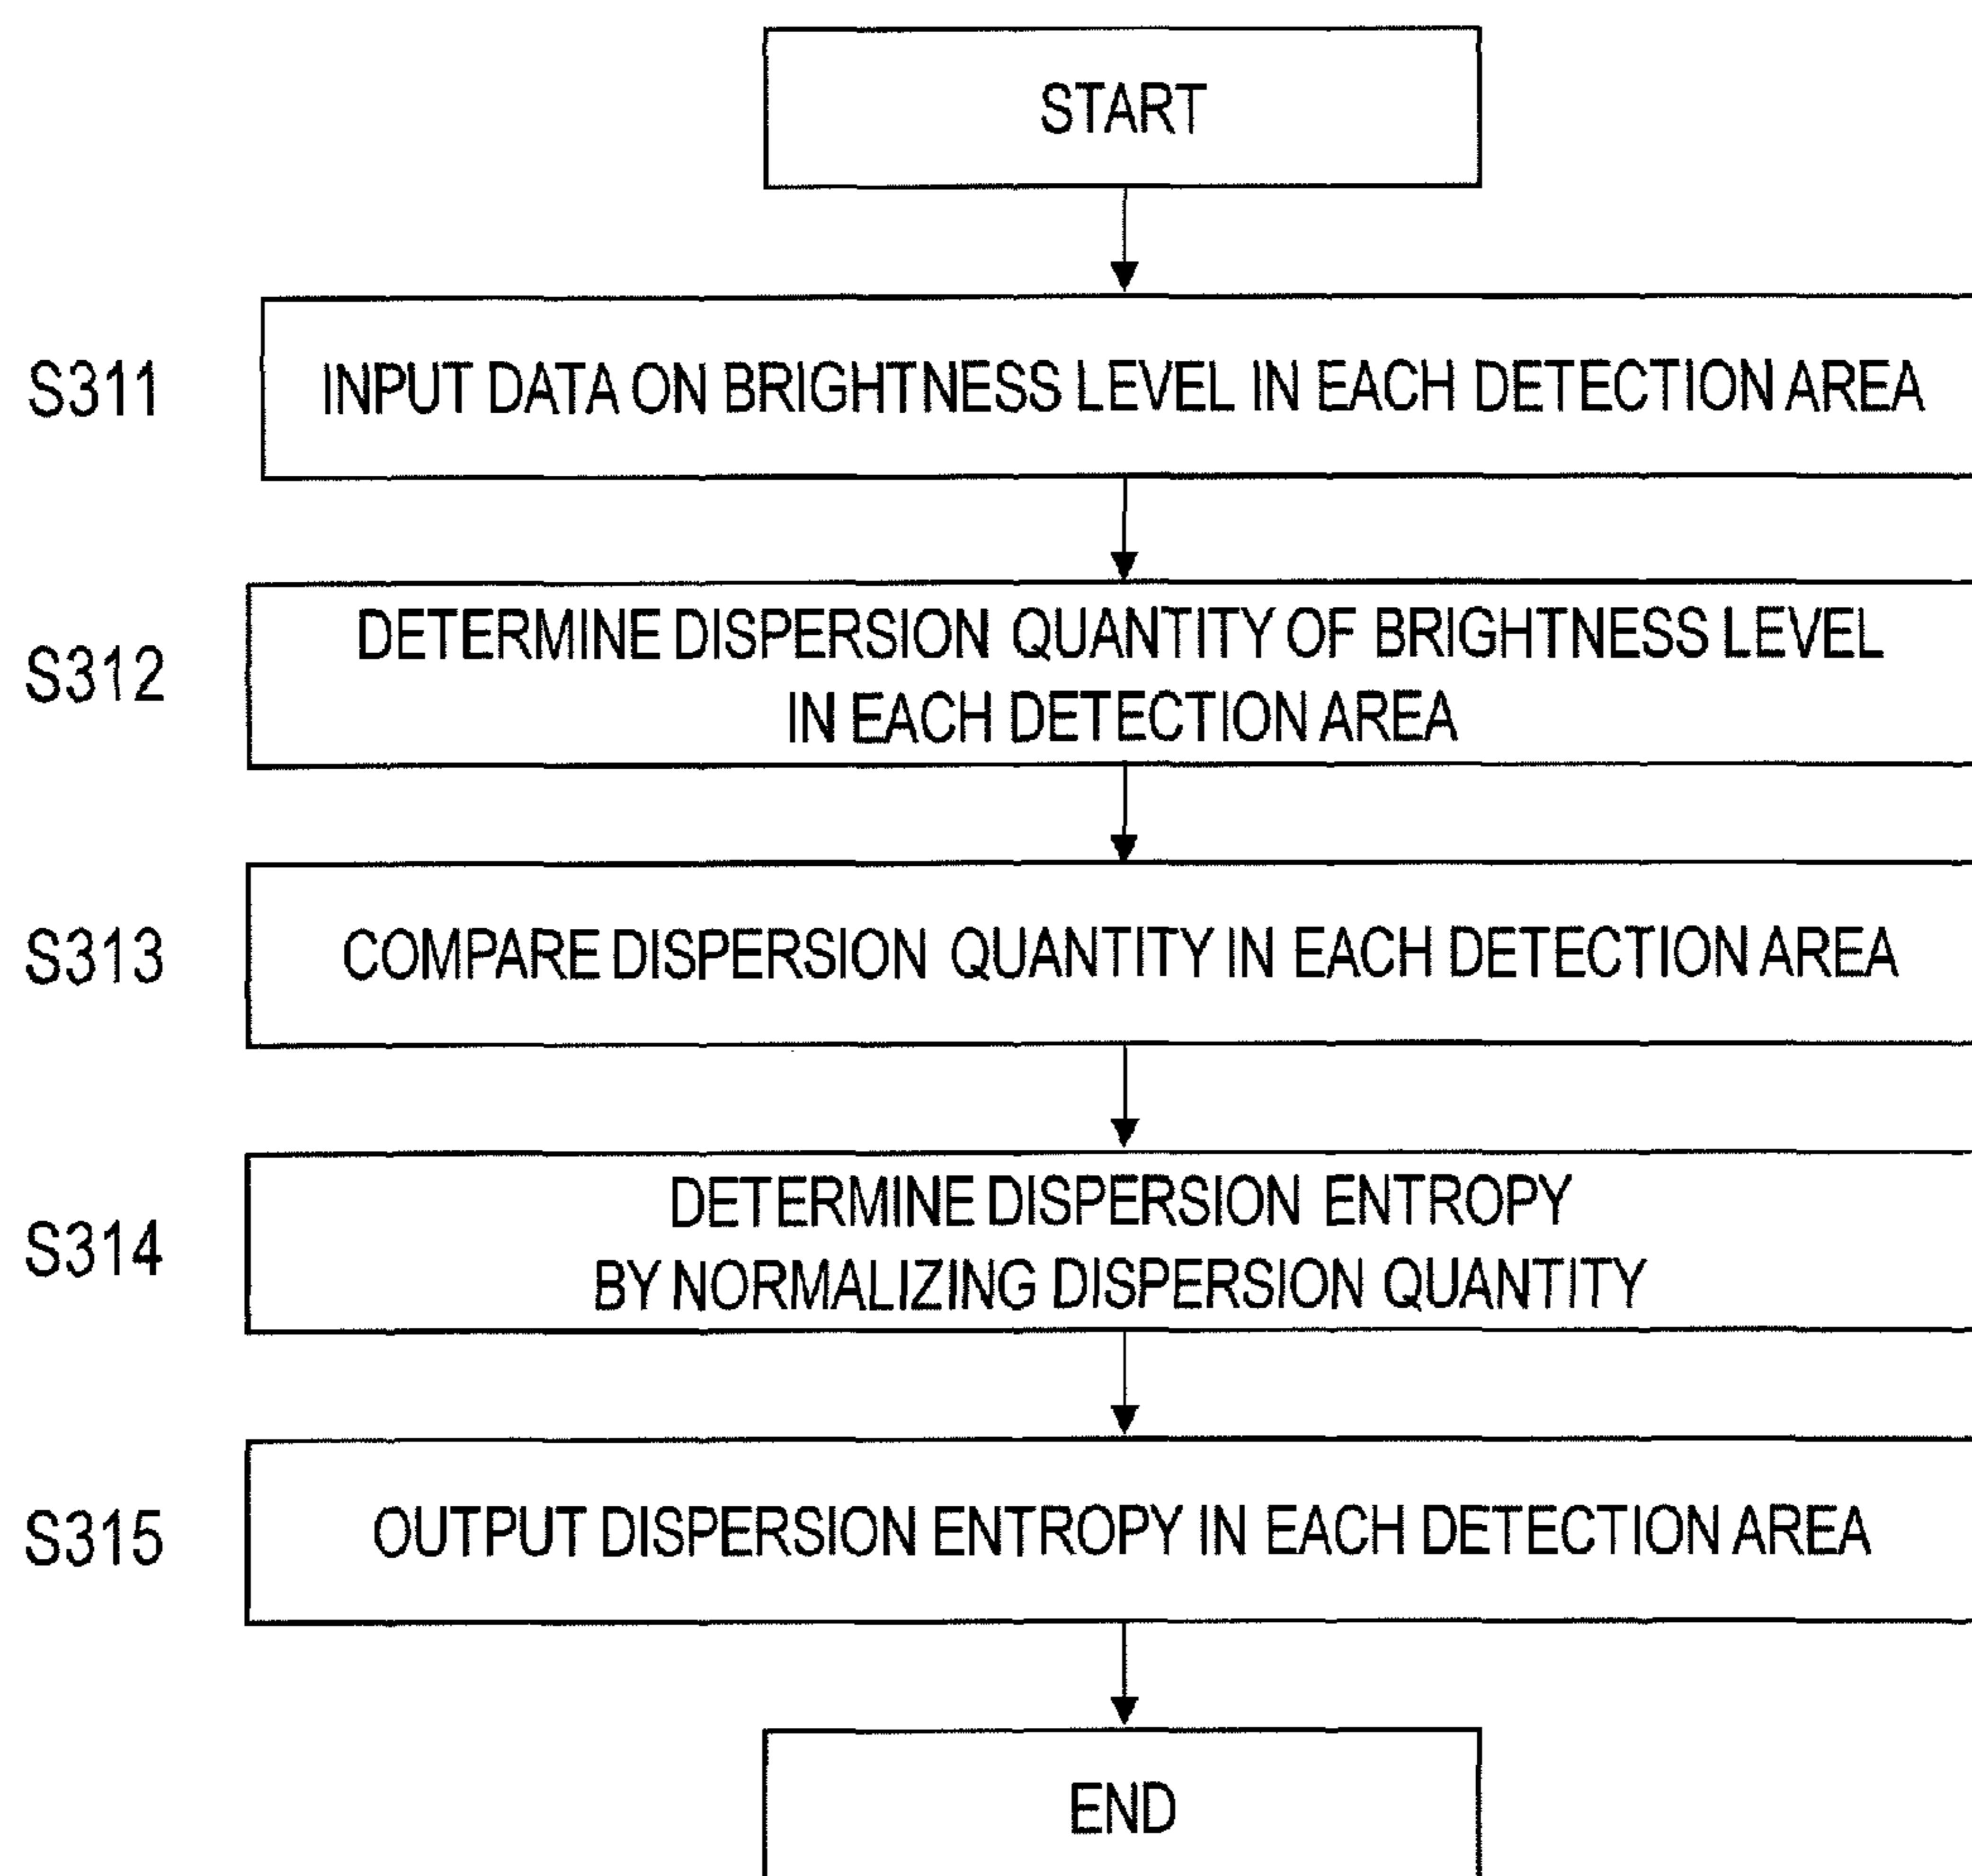 START
S311
INPUT DATA ON BRIGHTNESS LEVEL IN EACH DETECTION AREA
S312
DETERMINE DISPERSION QUANTITY OF BRIGHTNESS LEVEL
IN EACH DETECTION AREA
S313
COMPARE DISPERSION QUANTITY IN EACH DETECTION AREA
S314
DETERMINE DISPERSION ENTROPY
BY NORMALIZING DISPERSION QUANTITY
S315
OUTPUT DISPERSION ENTROPY IN EACH DETECTION AREA
END